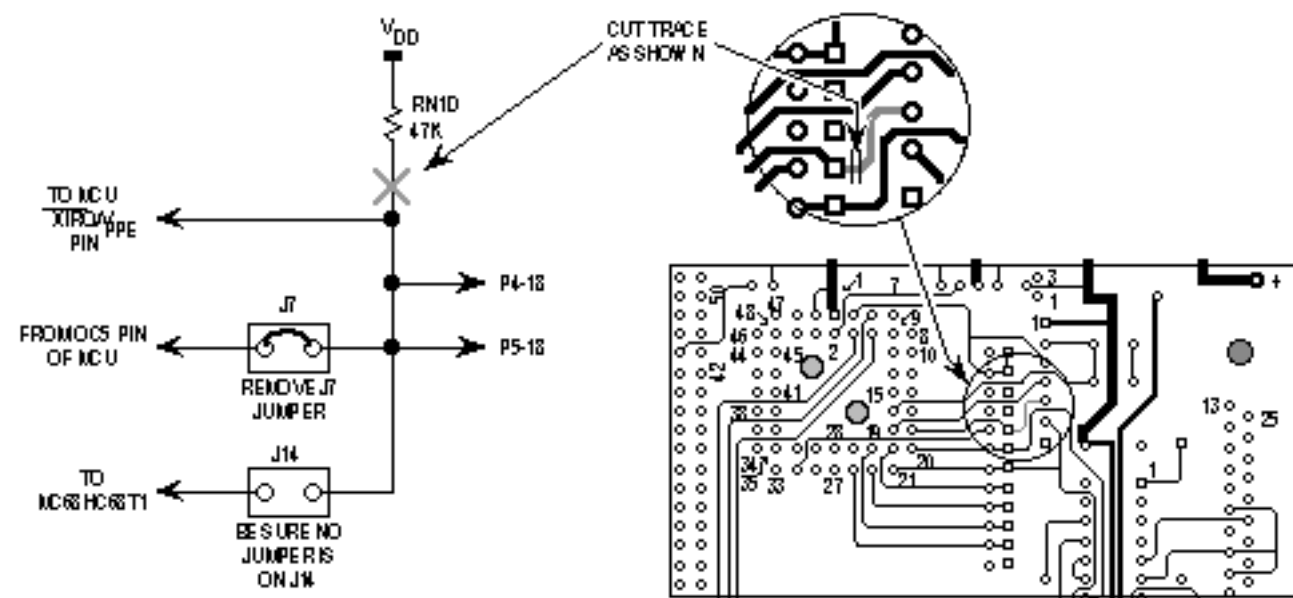 VDD
RN1D
47K
CUT TRACE
AS SHOWN
TO MCU
XIRQ/VPPE
PIN
P4-18
J7
FROM OC5 PIN
OF MCU
P5-18
REMOVE J7
JUMPER
J14
TO
MC68HC68T1
BE SURE NO
JUMPER IS
ON J14
50
48
47
1
7
3
1
+
46
9
8
1
44
45
2
10
42
41
15
38
13
25
28
19
34
20
35
33
27
21
1